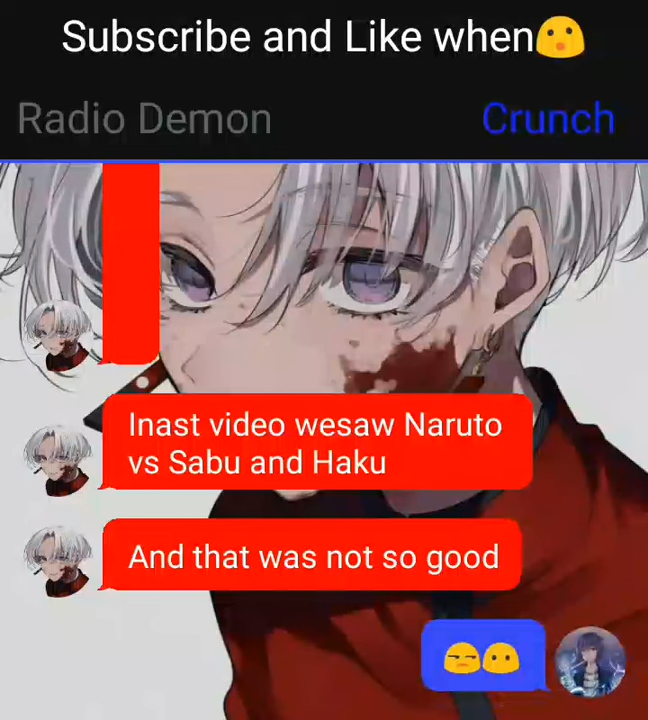 Subscribe and Like when😮
Radio Demon
Crunch
Inast video wesaw Naruto
vs Sabu and Haku
And that was not so good
😒😶